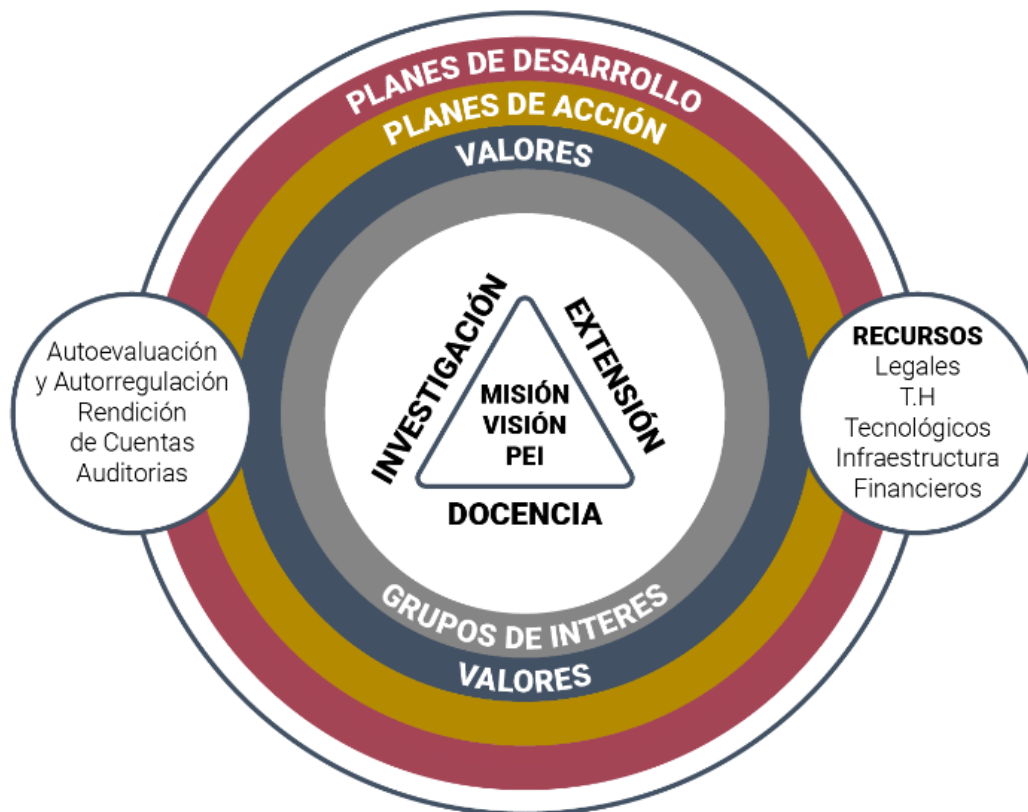 PLANES DE DESARROLLO
PLANES DE ACCIÓN
VALORES
INVESTIGACIÓN
EXTENSIÓN
MISIÓN
VISIÓN
PEI
DOCENCIA
Autoevaluación
y Autorregulación
Rendición
de Cuentas
Auditorias
RECURSOS
Legales
T.H
Tecnológicos
Infraestructura
Financieros
GRUPOS DE INTERES
VALORES